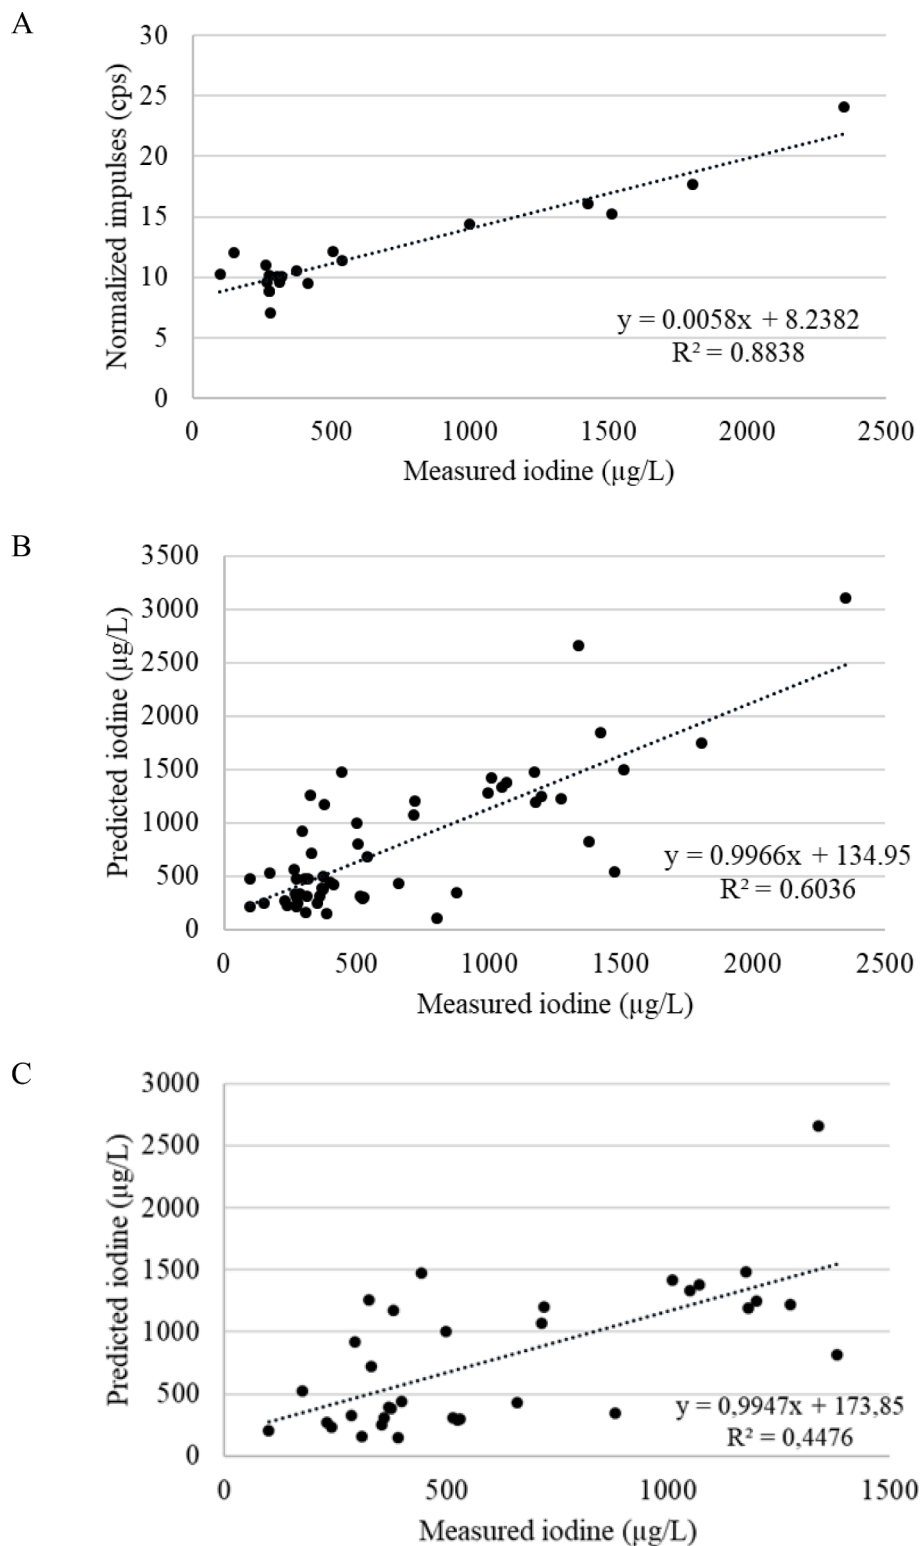 A
30
25
20
15
10
5
0
Normalized impulses (cps)
y = 0.0058x + 8.2382
R² = 0.8838
0 500 1000 1500 2000 2500
Measured iodine (µg/L)
B
3500
3000
2500
2000
1500
1000
500
0
Predicted iodine (µg/L)
y = 0.9966x + 134.95
R² = 0.6036
0 500 1000 1500 2000 2500
Measured iodine (µg/L)
C
3000
2500
2000
1500
1000
500
0
Predicted iodine (µg/L)
y = 0,9947x + 173,85
R² = 0,4476
0 500 1000 1500
Measured iodine (µg/L)